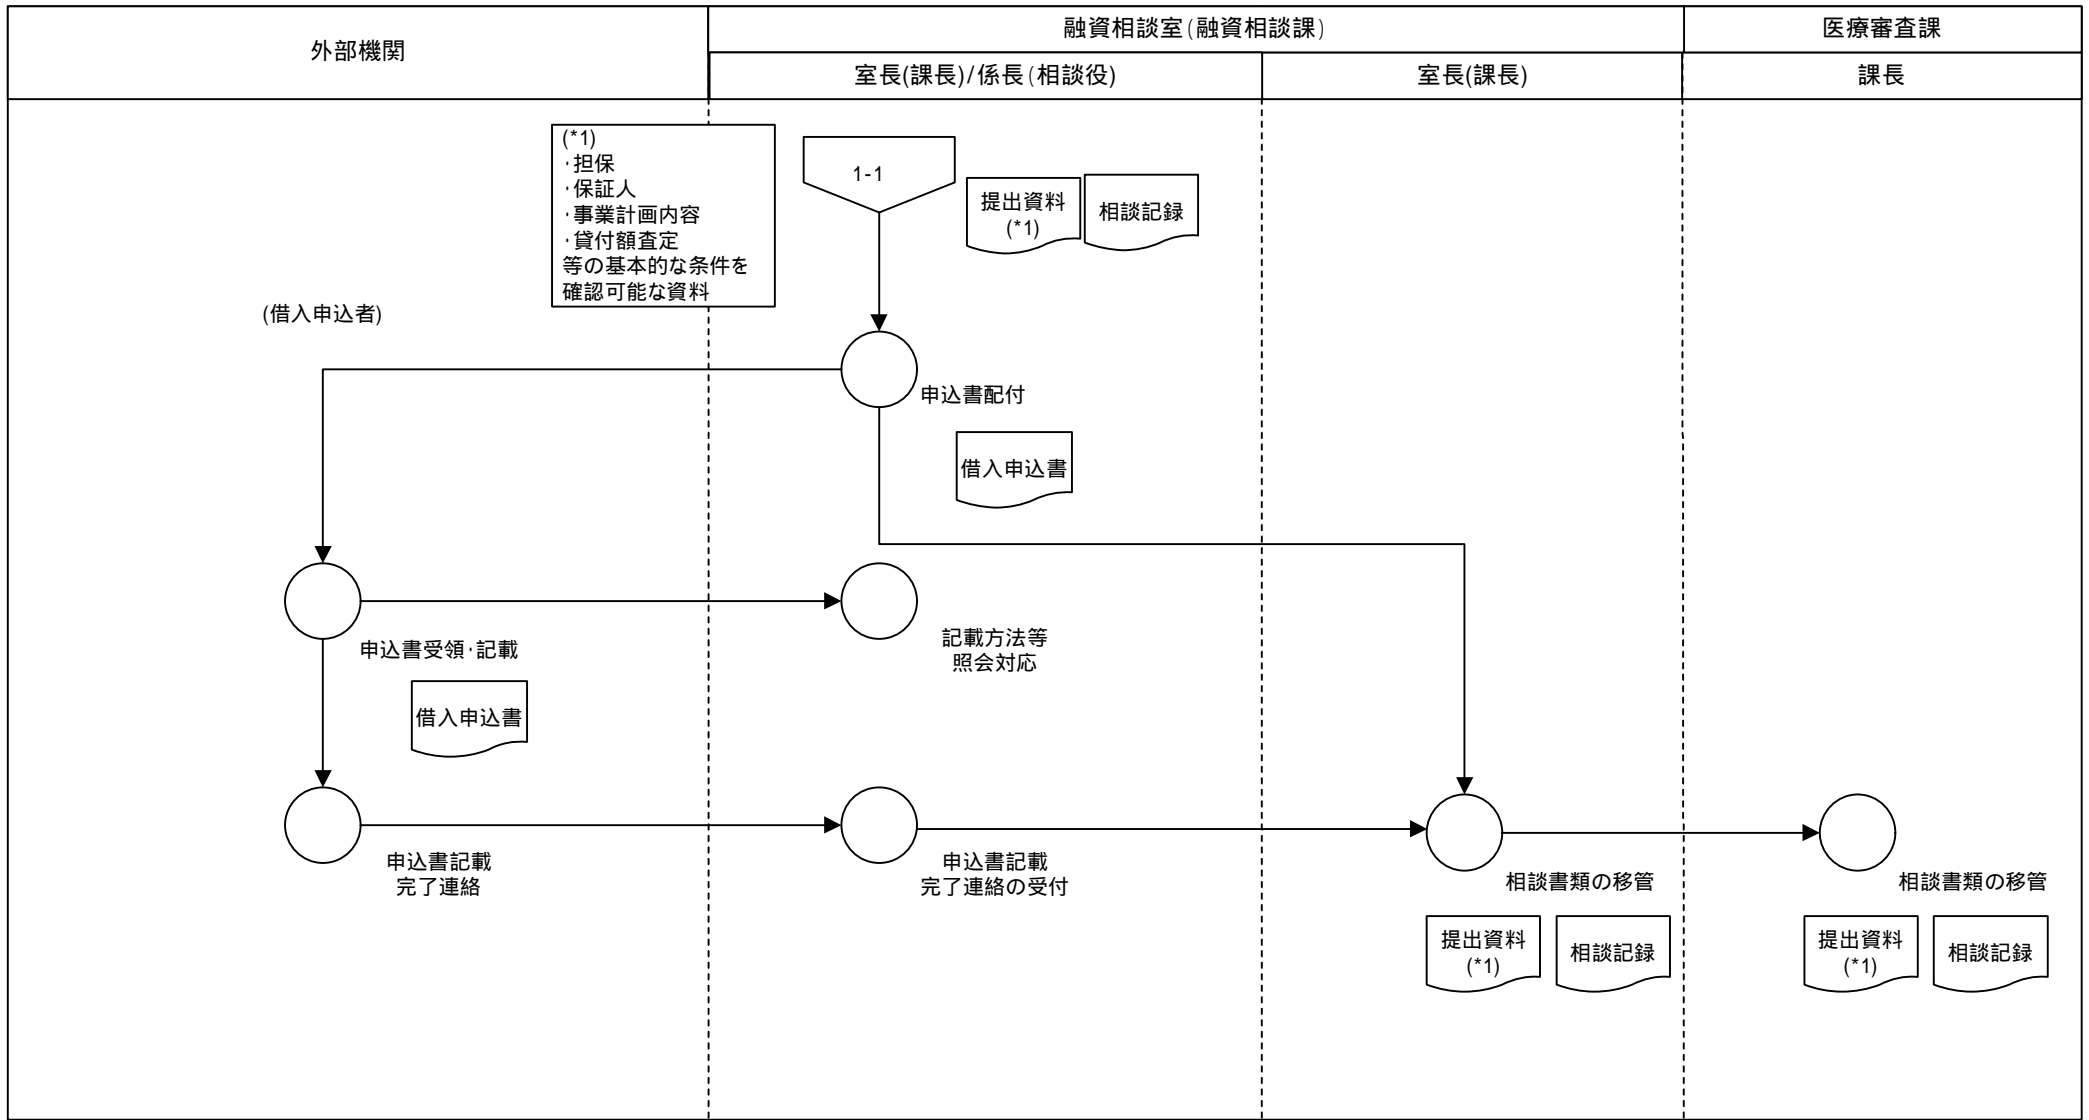 外部機関
融資相談室(融資相談課)
医療審査課
室長(課長)/係長(相談役)
室長(課長)
課長
(*1)
・担保
・保証人
・事業計画内容
・貸付額査定
等の基本的な条件を
確認可能な資料
1-1
提出資料
(*1)
相談記録
(借入申込者)
申込書配付
借入申込書
申込書受領・記載
記載方法等
照会対応
借入申込書
申込書記載
完了連絡
申込書記載
完了連絡の受付
相談書類の移管
相談書類の移管
提出資料
(*1)
相談記録
提出資料
(*1)
相談記録